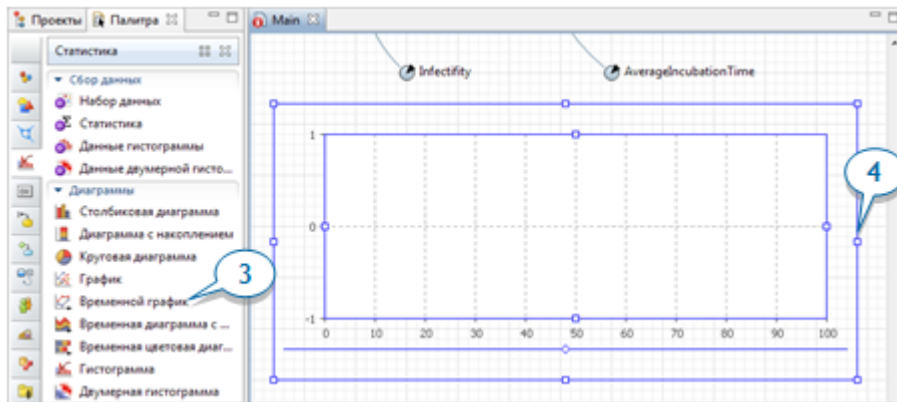 Проекты Палитра Main
Статистика
Сбор данных
Набор данных
Статистика
Данные гистограммы
Данные двумерной гисто...
Диаграммы
Столбиковая диаграмма
Диаграмма с накоплением
Круговая диаграмма
График
Временной график
Временная диаграмма с ...
Временная цветовая диаг...
Гистограмма
Двумерная гистограмма
3
Infectifity AverageIncubationTime
4
1
0
-1
0 10 20 30 40 50 60 70 80 90 100